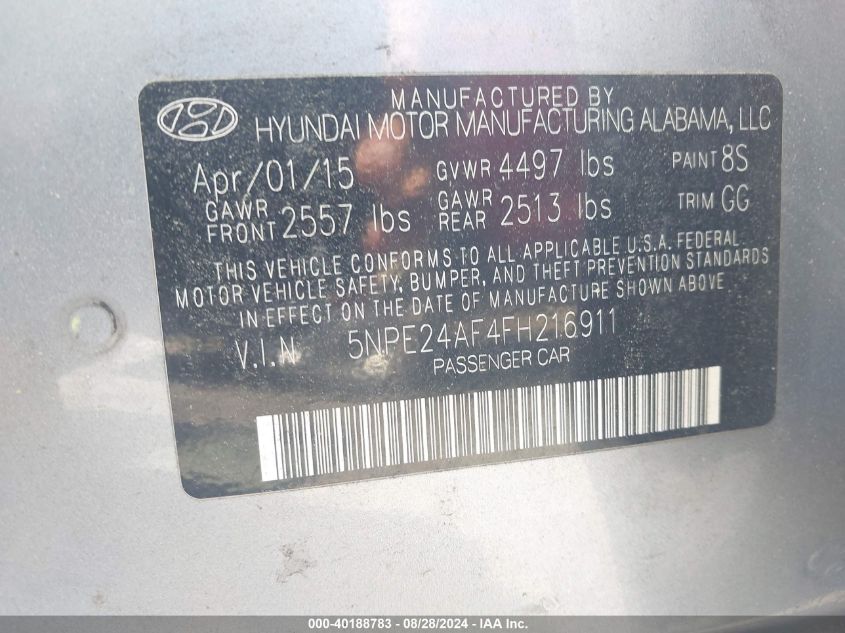 MANUFACTURED BY
HYUNDAI MOTOR MANUFACTURING ALABAMA, LLC
Apr/01/15 GVWR 4497 lbs PAINT 8S
GAWR FRONT 2557 lbs GAWR REAR 2513 lbs TRIM GG
THIS VEHICLE CONFORMS TO ALL APPLICABLE U.S.A. FEDERAL
MOTOR VEHICLE SAFETY, BUMPER, AND THEFT PREVENTION STANDARDS
IN EFFECT ON THE DATE OF MANUFACTURE SHOWN ABOVE
V.I.N 5NPE24AF4FH216911
PASSENGER CAR
000-40188783 - 08/28/2024 - IAA Inc.